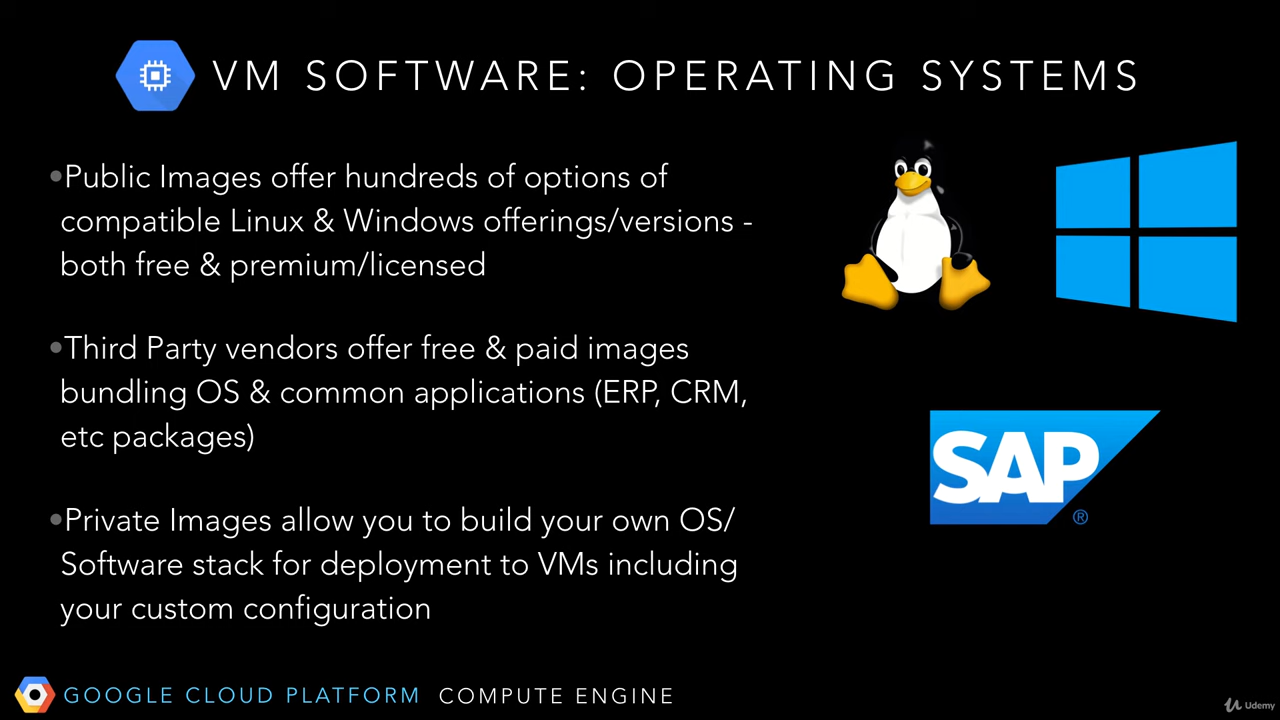 VM SOFTWARE: OPERATING SYSTEMS
•Public Images offer hundreds of options of
compatible Linux & Windows offerings/versions -
both free & premium/licensed
•Third Party vendors offer free & paid images
bundling OS & common applications (ERP, CRM,
etc packages)
SAP®
•Private Images allow you to build your own OS/
Software stack for deployment to VMs including
your custom configuration
GOOGLE CLOUD PLATFORM COMPUTE ENGINE
Udemy